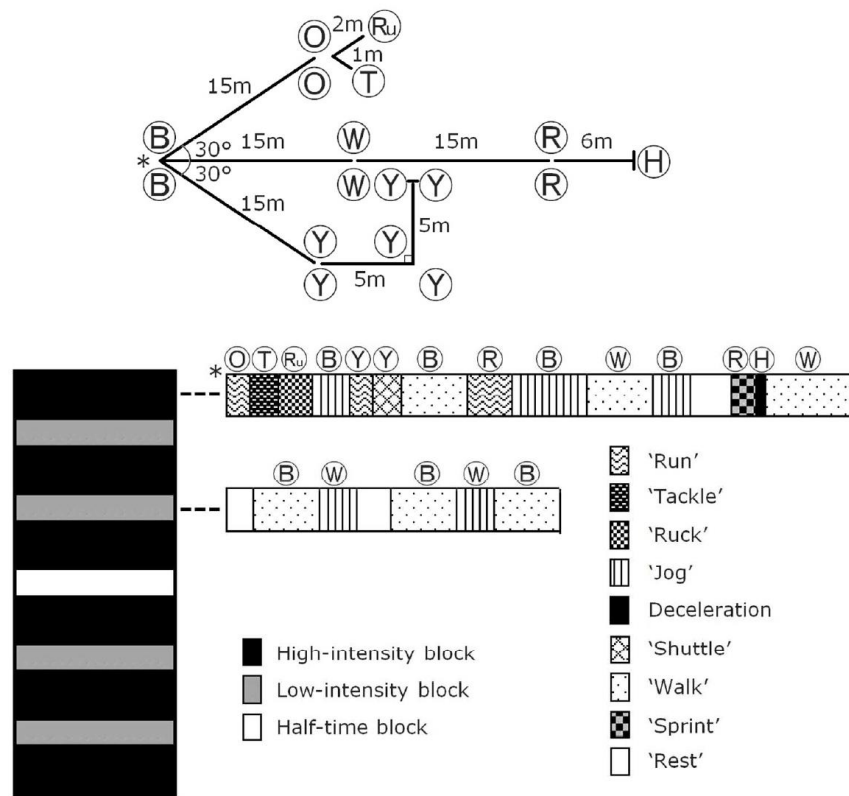 2m Ru
O 1m
O T
15m
B 15m W 15m R 6m
* 30° H
B 30° W Y Y R
15m 5m
Y Y
Y 5m Y
* O T Ru B Y Y B R B W B R H W
B W B W B
'Run'
'Tackle'
'Ruck'
'Jog'
Deceleration
'Shuttle'
'Walk'
'Sprint'
'Rest'
High-intensity block
Low-intensity block
Half-time block